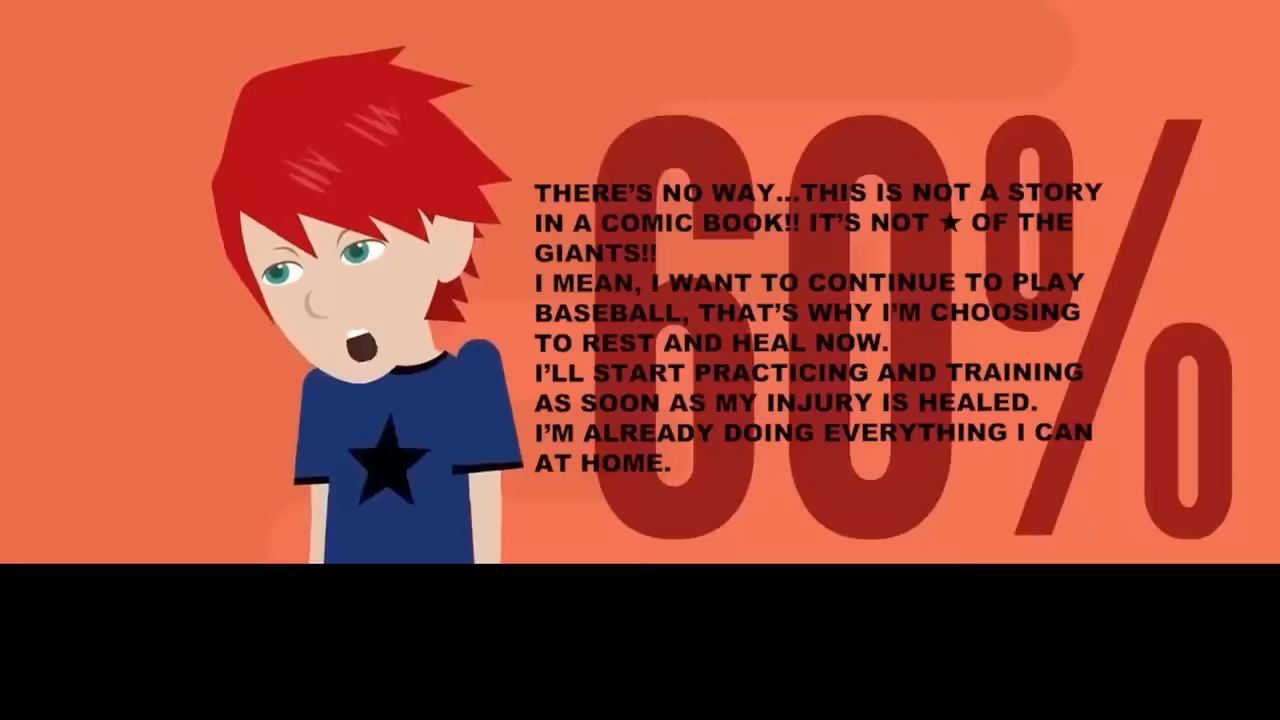 60%
THERE'S NO WAY...THIS IS NOT A STORY
IN A COMIC BOOK!! IT'S NOT ★ OF THE
GIANTS!!
I MEAN, I WANT TO CONTINUE TO PLAY
BASEBALL, THAT'S WHY I'M CHOOSING
TO REST AND HEAL NOW.
I'LL START PRACTICING AND TRAINING
AS SOON AS MY INJURY IS HEALED.
I'M ALREADY DOING EVERYTHING I CAN
AT HOME.